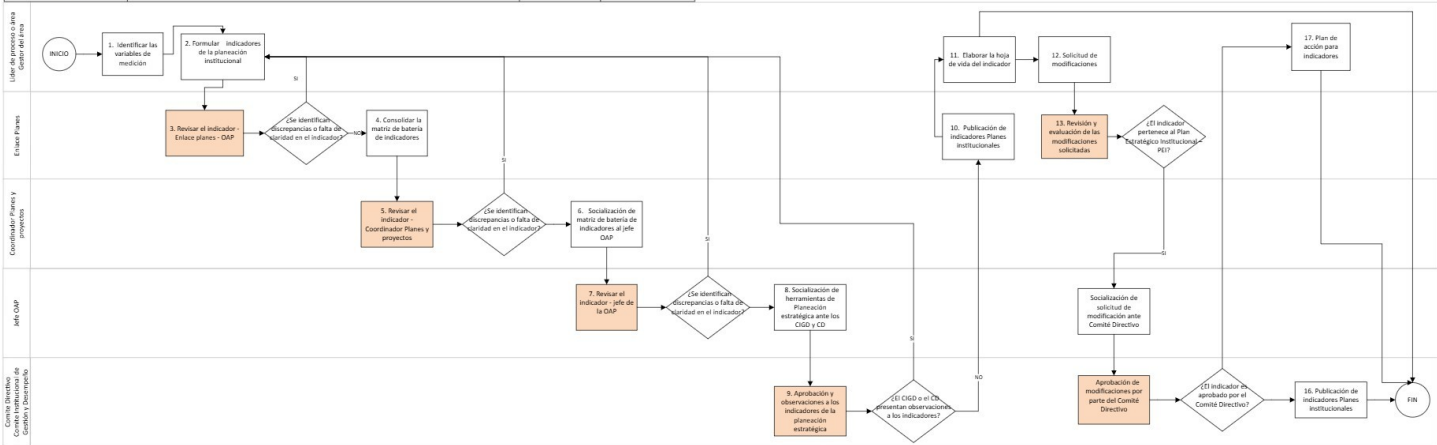 Líder de proceso o área
Gestor del área
INICIO
1. Identificar las
variables de
medición
2. Formular indicadores
de la planeación
institucional
SI
11. Elaborar la hoja
de vida del indicador
12. Solicitud de
modificaciones
17. Plan de
acción para
indicadores
Enlace Planes
3. Revisar el indicador -
Enlace planes - OAP
¿Se identifican
discrepancias o falta de
claridad en el indicador?
NO
4. Consolidar la
matriz de batería
de indicadores
SI
10. Publicación de
indicadores Planes
institucionales
13. Revisión y
evaluación de las
modificaciones
solicitadas
¿El indicador
pertenece al Plan
Estratégico Institucional –
PEI?
Coordinador Planes y
proyectos
5. Revisar el
indicador -
Coordinador Planes y
proyectos
¿Se identifican
discrepancias o falta de
claridad en el indicador?
6. Socialización de
matriz de batería de
indicadores al jefe
OAP
SI
SI
Jefe OAP
7. Revisar el
indicador - jefe de
la OAP
¿Se identifican
discrepancias o falta de
claridad en el indicador?
8. Socialización de
herramientas de
Planeación
estratégica ante los
CIGD y CD
SI
Socialización de
solicitud de
modificación ante
Comité Directivo
Comite Directivo
Comite Institucional de
Gestión y Desempeño
9. Aprobación y
observaciones a los
indicadores de la
planeación
estratégica
¿El CIGD o el CD
presentan observaciones
a los indicadores?
NO
Aprobación de
modificaciones por
parte del Comité
Directivo
¿El indicador es
aprobado por el
Comité Directivo?
16. Publicación de
indicadores Planes
institucionales
FIN